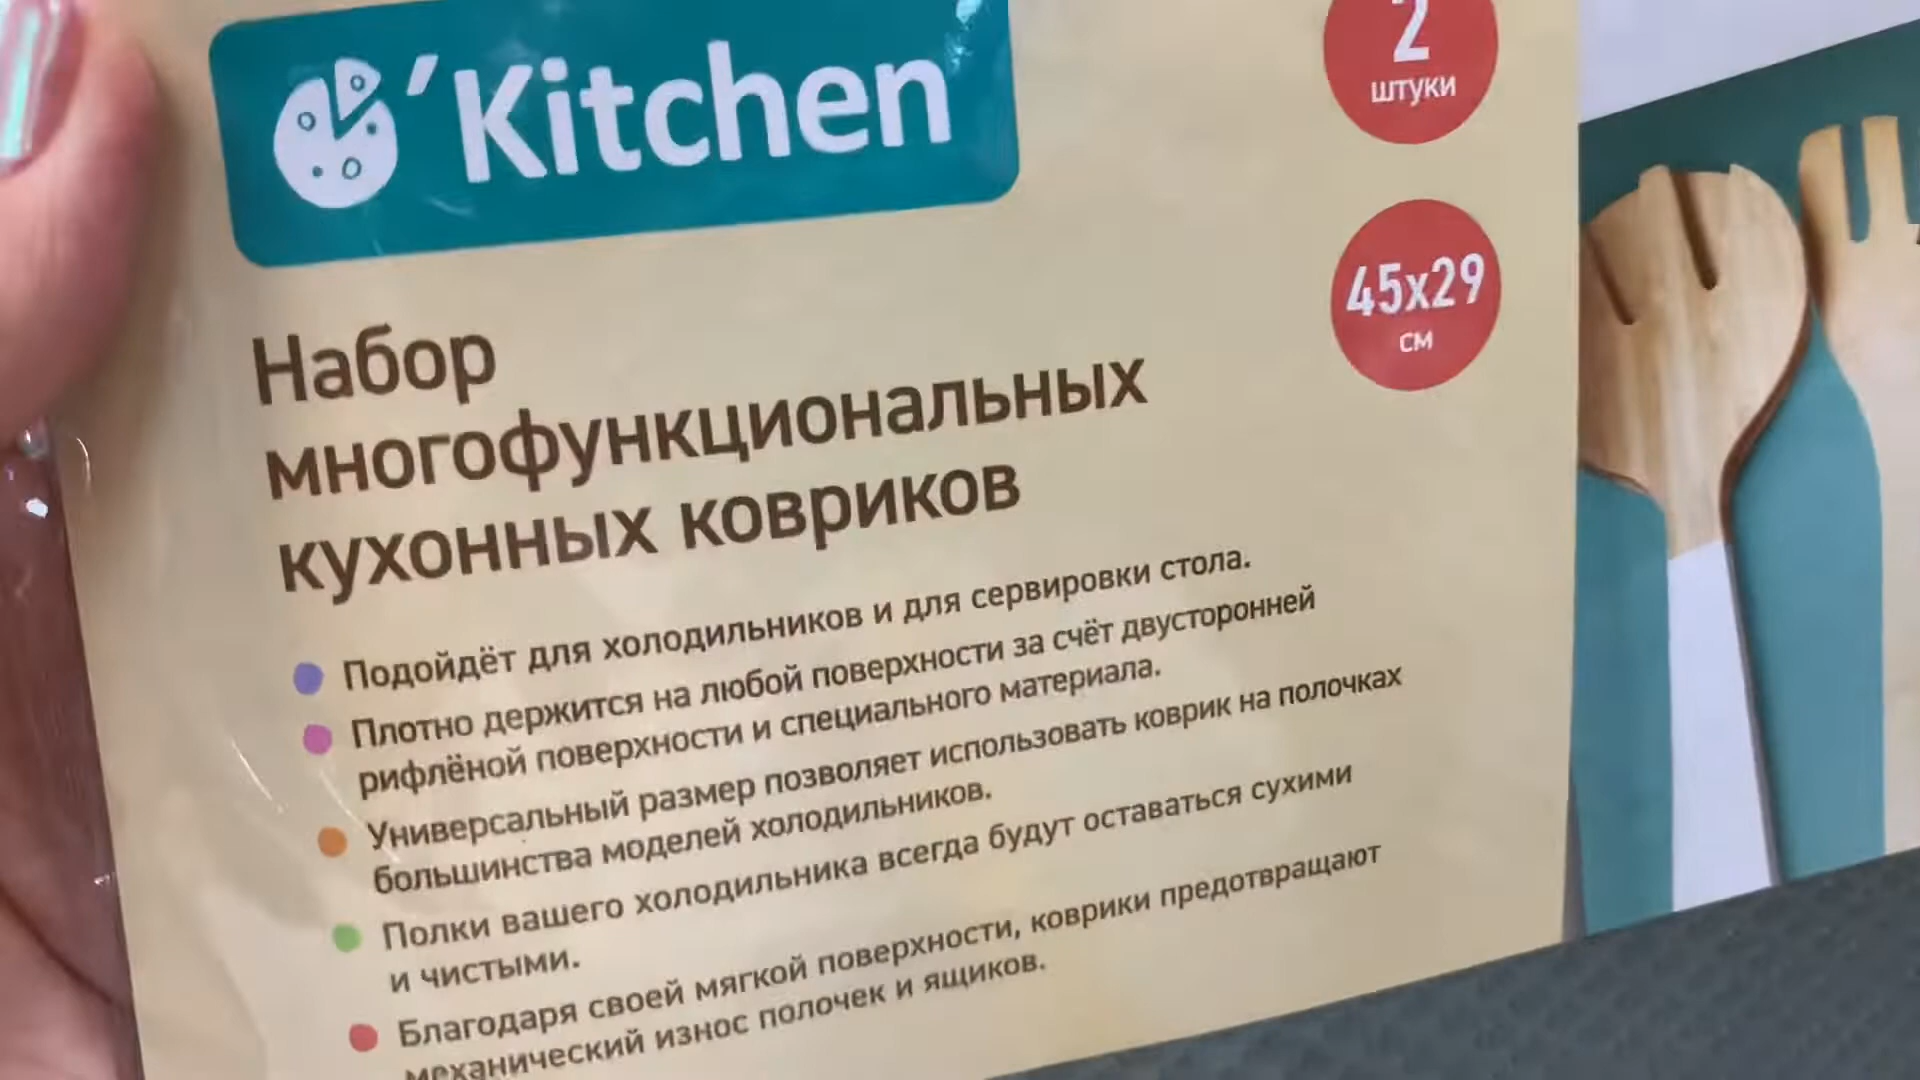 'Kitchen
2
штуки
45x29
см
Набор
многофункциональных
кухонных ковриков
Подойдёт для холодильников и для сервировки стола.
Плотно держится на любой поверхности за счёт двусторонней
рифлёной поверхности и специального материала.
Универсальный размер позволяет использовать коврик на полочках
большинства моделей холодильников.
Полки вашего холодильника всегда будут оставаться сухими
и чистыми.
Благодаря своей мягкой поверхности, коврики предотвращают
механический износ полочек и ящиков.